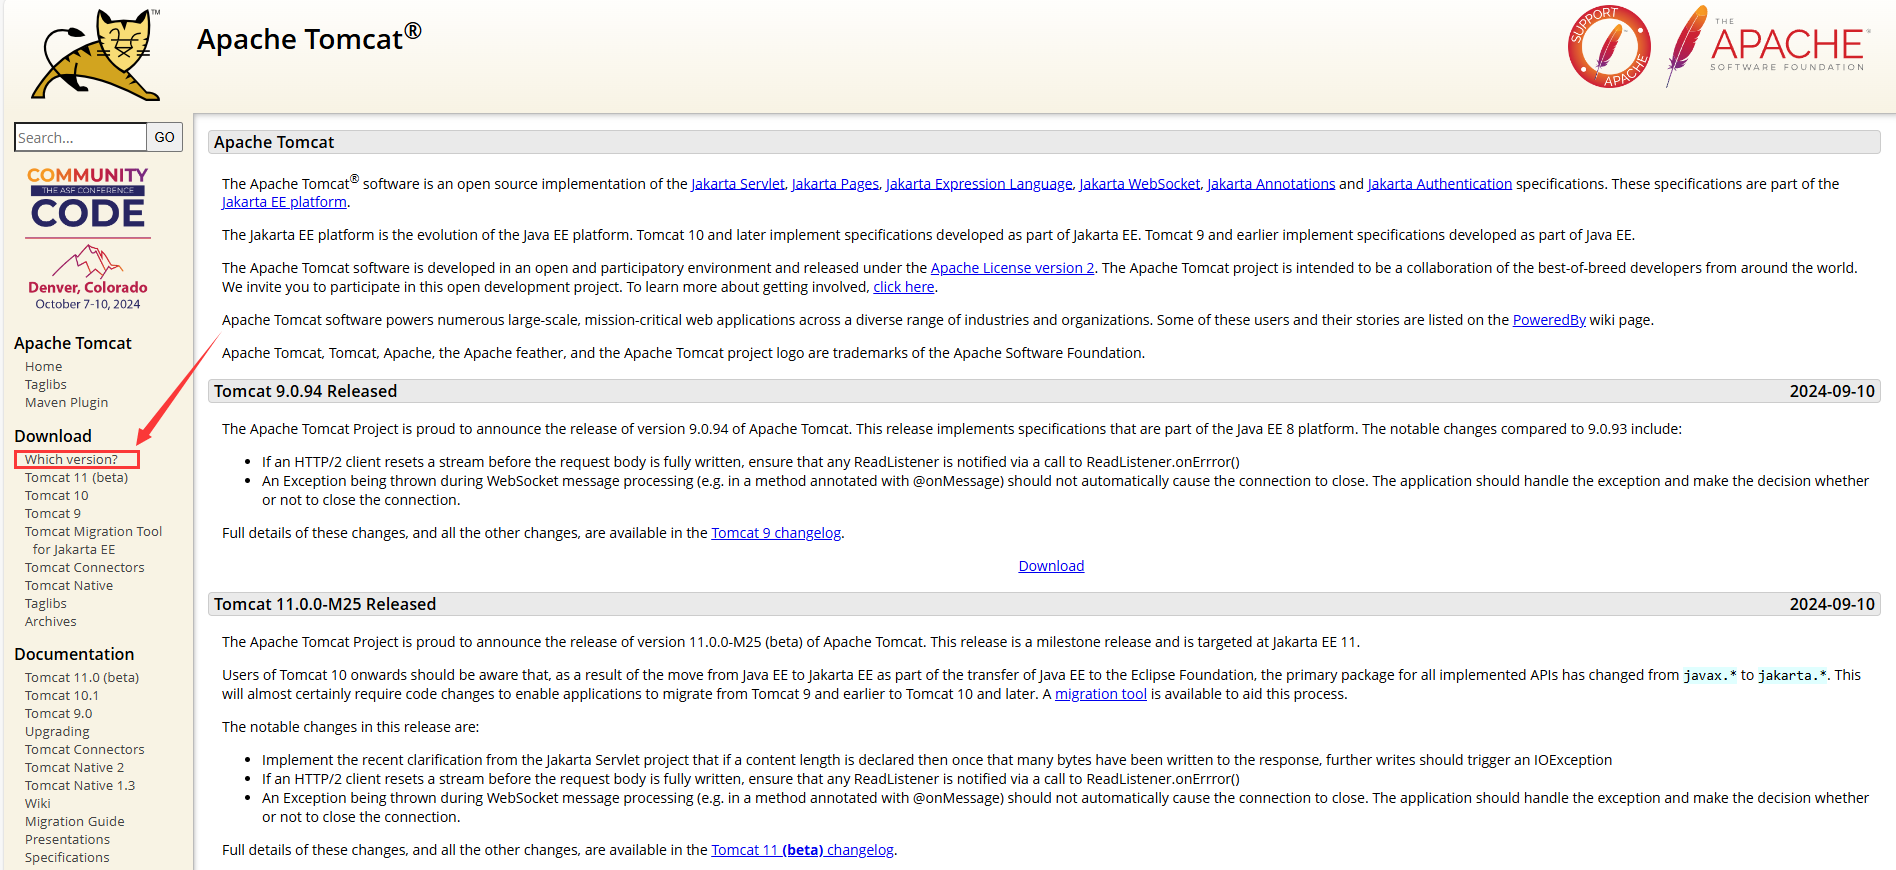 TM
Apache Tomcat®
SUPPORT APACHE
THE
APACHE®
SOFTWARE FOUNDATION
Search...
GO
COMMUNITY
THE ASF CONFERENCE
CODE
Denver, Colorado
October 7-10, 2024
Apache Tomcat
Home
Taglibs
Maven Plugin
Download
Which version?
Tomcat 11 (beta)
Tomcat 10
Tomcat 9
Tomcat Migration Tool
for Jakarta EE
Tomcat Connectors
Tomcat Native
Taglibs
Archives
Documentation
Tomcat 11.0 (beta)
Tomcat 10.1
Tomcat 9.0
Upgrading
Tomcat Connectors
Tomcat Native 2
Tomcat Native 1.3
Wiki
Migration Guide
Presentations
Specifications
Apache Tomcat
The Apache Tomcat® software is an open source implementation of the Jakarta Servlet, Jakarta Pages, Jakarta Expression Language, Jakarta WebSocket, Jakarta Annotations and Jakarta Authentication specifications. These specifications are part of the
Jakarta EE platform.
The Jakarta EE platform is the evolution of the Java EE platform. Tomcat 10 and later implement specifications developed as part of Jakarta EE. Tomcat 9 and earlier implement specifications developed as part of Java EE.
The Apache Tomcat software is developed in an open and participatory environment and released under the Apache License version 2. The Apache Tomcat project is intended to be a collaboration of the best-of-breed developers from around the world.
We invite you to participate in this open development project. To learn more about getting involved, click here.
Apache Tomcat software powers numerous large-scale, mission-critical web applications across a diverse range of industries and organizations. Some of these users and their stories are listed on the PoweredBy wiki page.
Apache Tomcat, Tomcat, Apache, the Apache feather, and the Apache Tomcat project logo are trademarks of the Apache Software Foundation.
Tomcat 9.0.94 Released 2024-09-10
The Apache Tomcat Project is proud to announce the release of version 9.0.94 of Apache Tomcat. This release implements specifications that are part of the Java EE 8 platform. The notable changes compared to 9.0.93 include:
• If an HTTP/2 client resets a stream before the request body is fully written, ensure that any ReadListener is notified via a call to ReadListener.onErrror()
• An Exception being thrown during WebSocket message processing (e.g. in a method annotated with @onMessage) should not automatically cause the connection to close. The application should handle the exception and make the decision whether
or not to close the connection.
Full details of these changes, and all the other changes, are available in the Tomcat 9 changelog.
Download
Tomcat 11.0.0-M25 Released 2024-09-10
The Apache Tomcat Project is proud to announce the release of version 11.0.0-M25 (beta) of Apache Tomcat. This release is a milestone release and is targeted at Jakarta EE 11.
Users of Tomcat 10 onwards should be aware that, as a result of the move from Java EE to Jakarta EE as part of the transfer of Java EE to the Eclipse Foundation, the primary package for all implemented APIs has changed from javax.* to jakarta.*. This
will almost certainly require code changes to enable applications to migrate from Tomcat 9 and earlier to Tomcat 10 and later. A migration tool is available to aid this process.
The notable changes in this release are:
• Implement the recent clarification from the Jakarta Servlet project that if a content length is declared then once that many bytes have been written to the response, further writes should trigger an IOException
• If an HTTP/2 client resets a stream before the request body is fully written, ensure that any ReadListener is notified via a call to ReadListener.onErrror()
• An Exception being thrown during WebSocket message processing (e.g. in a method annotated with @onMessage) should not automatically cause the connection to close. The application should handle the exception and make the decision whether
or not to close the connection.
Full details of these changes, and all the other changes, are available in the Tomcat 11 (beta) changelog.